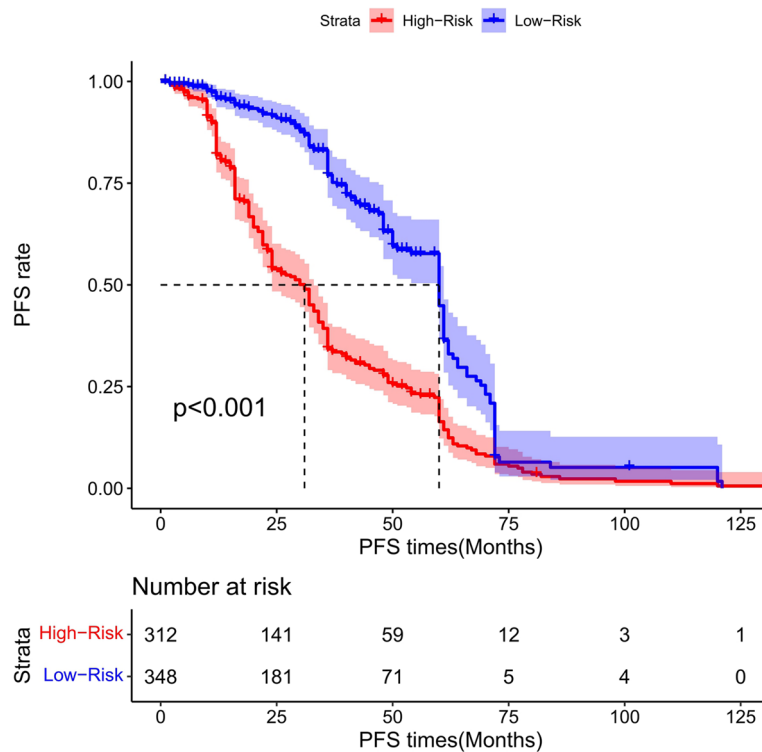 Strata High−Risk Low−Risk
1.00
0.75
0.50
0.25
0.00
PFS rate
p<0.001
0 25 50 75 100 125
PFS times(Months)
Number at risk
Strata
High−Risk 312 141 59 12 3 1
Low−Risk 348 181 71 5 4 0
0 25 50 75 100 125
PFS times(Months)